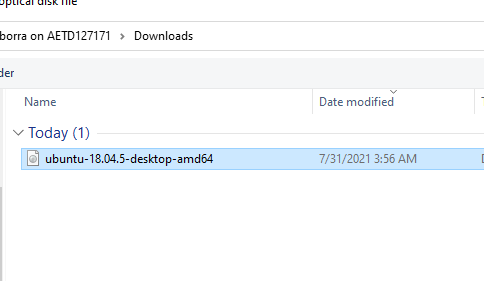 optical disk file
borra on AETD127171 > Downloads
der
Name Date modified
Today (1)
ubuntu-18.04.5-desktop-amd64 7/31/2021 3:56 AM